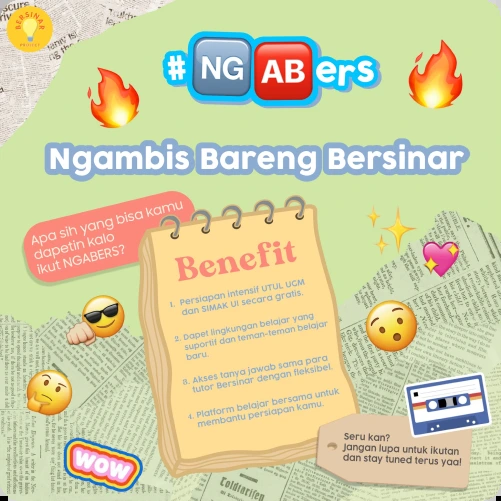 BERSINAR
PROJECT
#NGABers
Ngambis Bareng Bersinar
Apa sih yang bisa kamu
dapetin kalo
ikut NGABERS?
Benefit
1. Persiapan intensif UTUL UGM
dan SIMAK UI secara gratis.
2. Dapet lingkungan belajar yang
suportif dan teman-teman belajar
baru.
3. Akses tanya jawab sama para
tutor Bersinar dengan fleksibel.
4. Platform belajar bersama untuk
membantu persiapan kamu.
Seru kan?
jangan lupa untuk ikutan
dan stay tuned terus yaa!
WOW